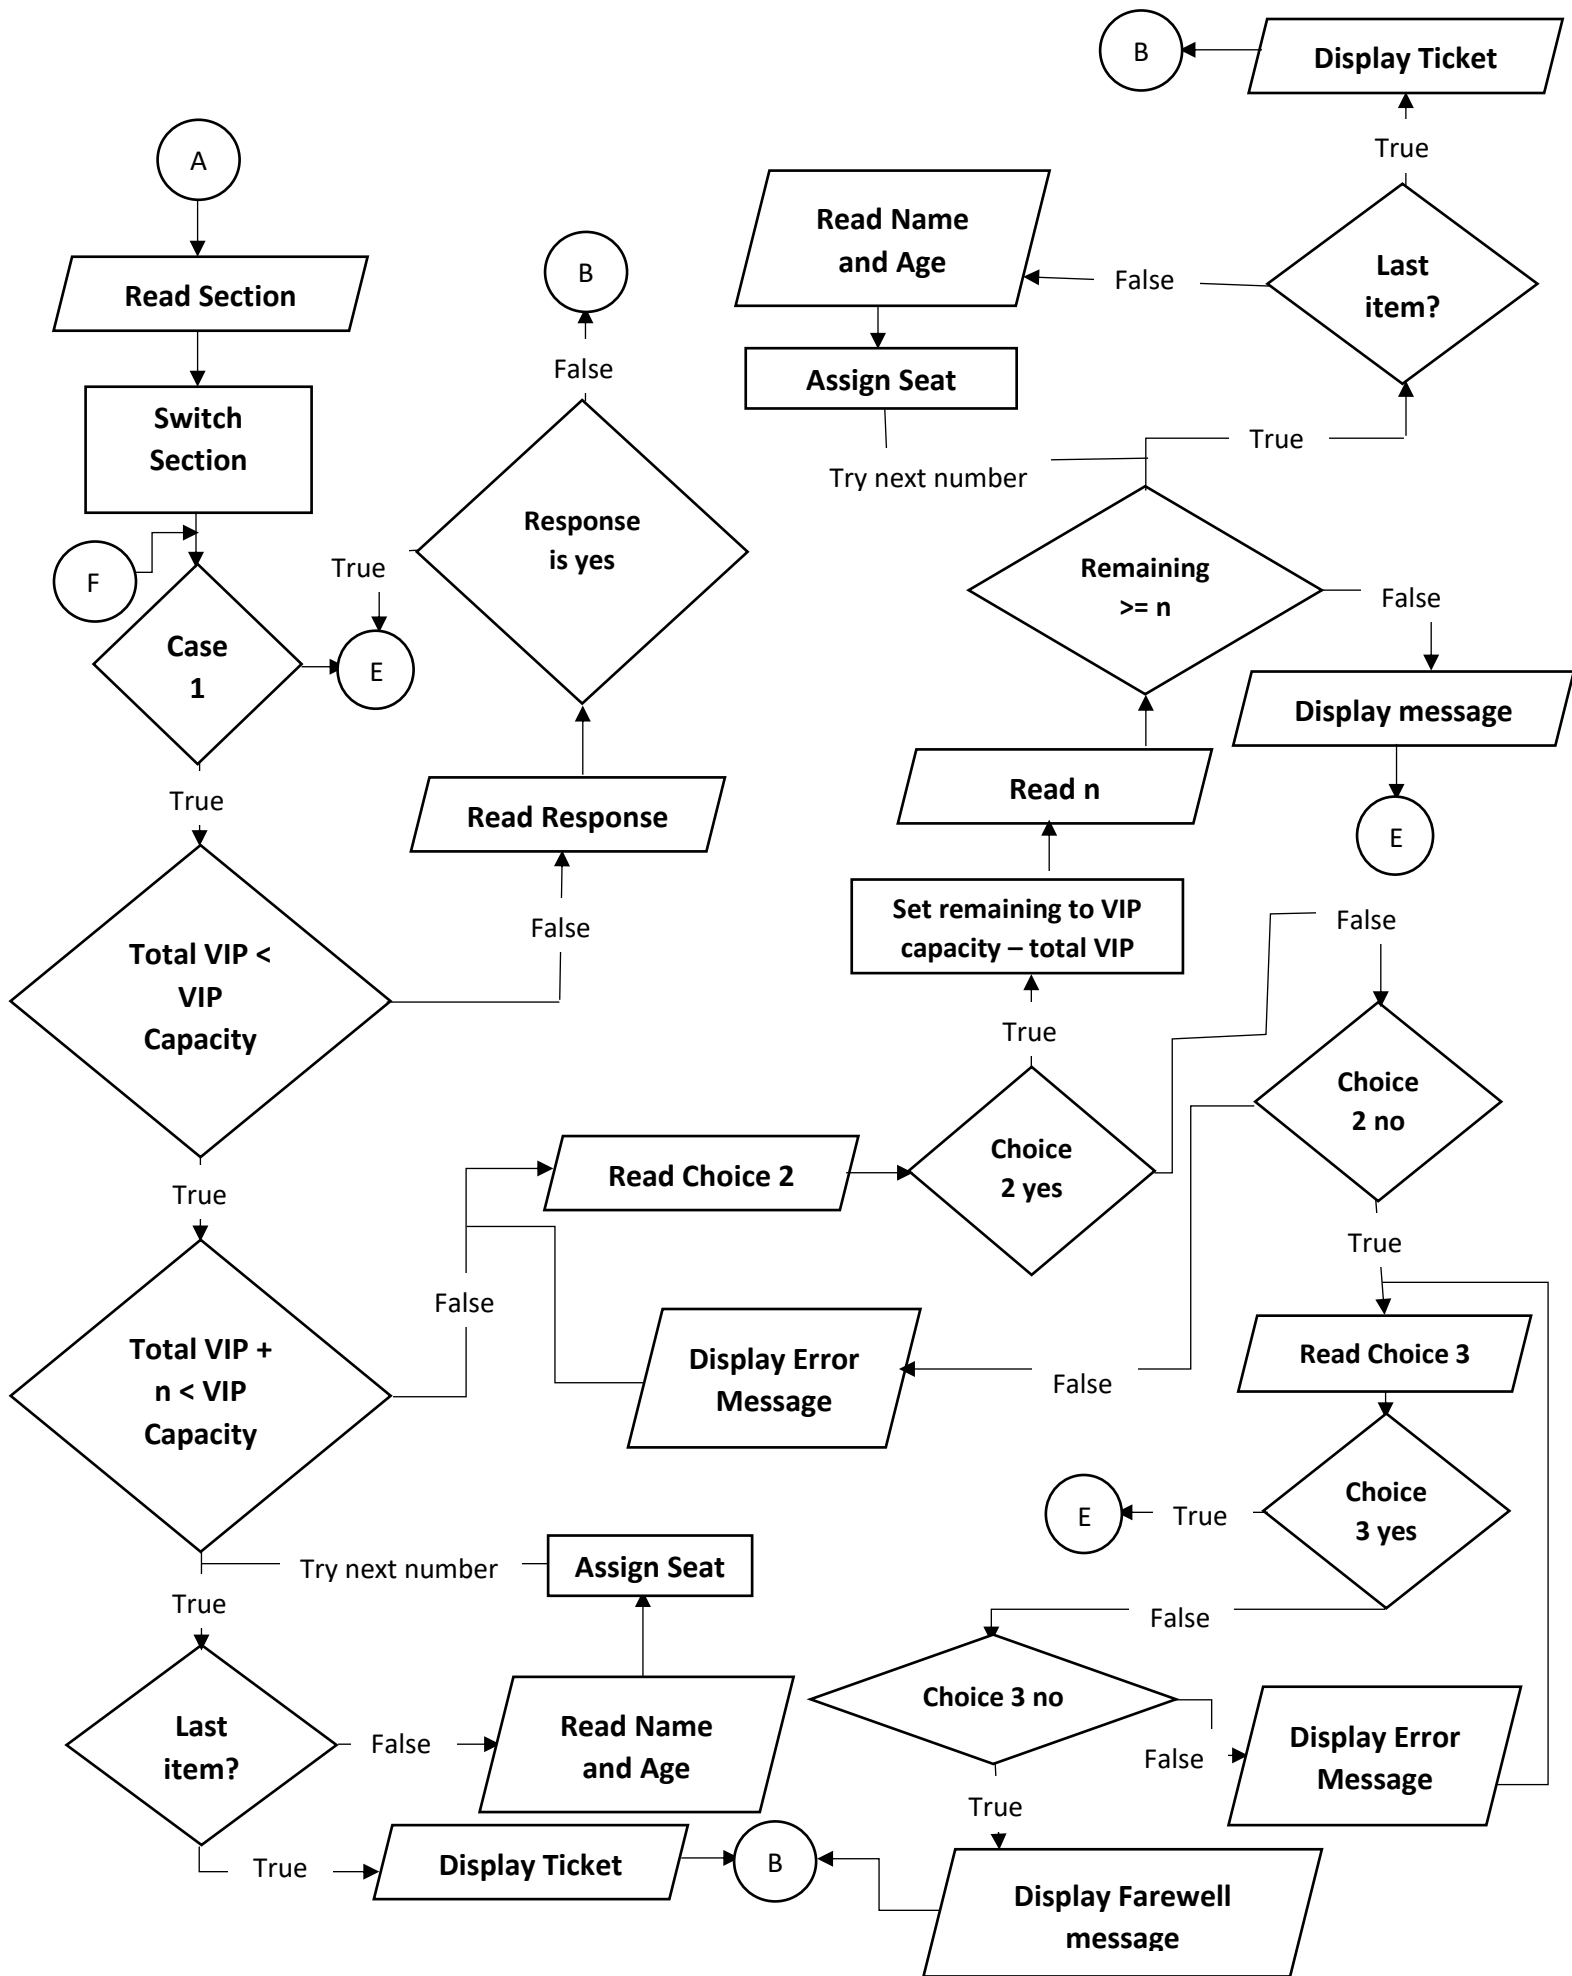 B
Display Ticket
True
A
Read Name
and Age
Last
item?
False
B
Read Section
False
Assign Seat
Switch
Section
True
Try next number
Response
is yes
True
F
Remaining
>= n
False
Case
1
E
Display message
Read n
True
Read Response
E
Set remaining to VIP
capacity – total VIP
False
False
Total VIP <
VIP
Capacity
True
Choice
2 no
Read Choice 2
Choice
2 yes
True
True
False
Total VIP +
n < VIP
Capacity
Display Error
Message
False
Read Choice 3
E
True
Choice
3 yes
Try next number
Assign Seat
True
False
Choice 3 no
Last
item?
False
Read Name
and Age
False
Display Error
Message
True
True
Display Ticket
B
Display Farewell
message